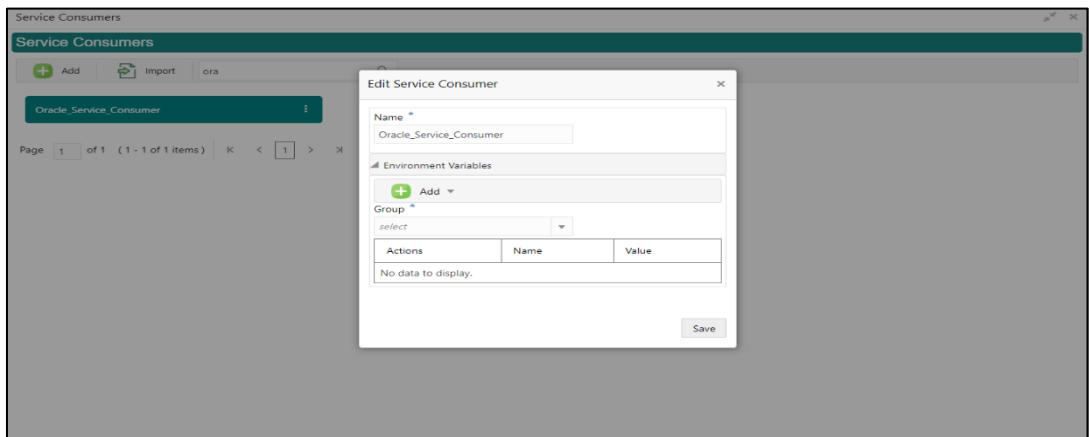 Service Consumers
Service Consumers
Add Import ora
Oracle_Service_Consumer
Page 1 of 1 (1 - 1 of 1 items) K < 1 > >|
Edit Service Consumer
Name *
Oracle_Service_Consumer
Environment Variables
Add
Group *
select
Actions Name Value
No data to display.
Save